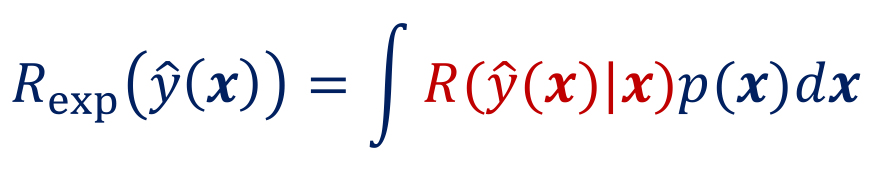 R_exp(ŷ(x)) = ∫ R(ŷ(x)|x)p(x)dx